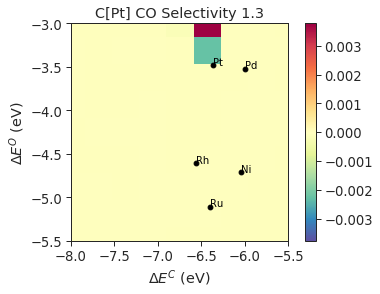 C[Pt] CO Selectivity 1.3
−3.0
−3.5
−4.0
−4.5
−5.0
−5.5
ΔE^O (eV)
Pt
Pd
Rh
Ni
Ru
−8.0 −7.5 −7.0 −6.5 −6.0 −5.5
ΔE^C (eV)
0.003
0.002
0.001
0.000
−0.001
−0.002
−0.003